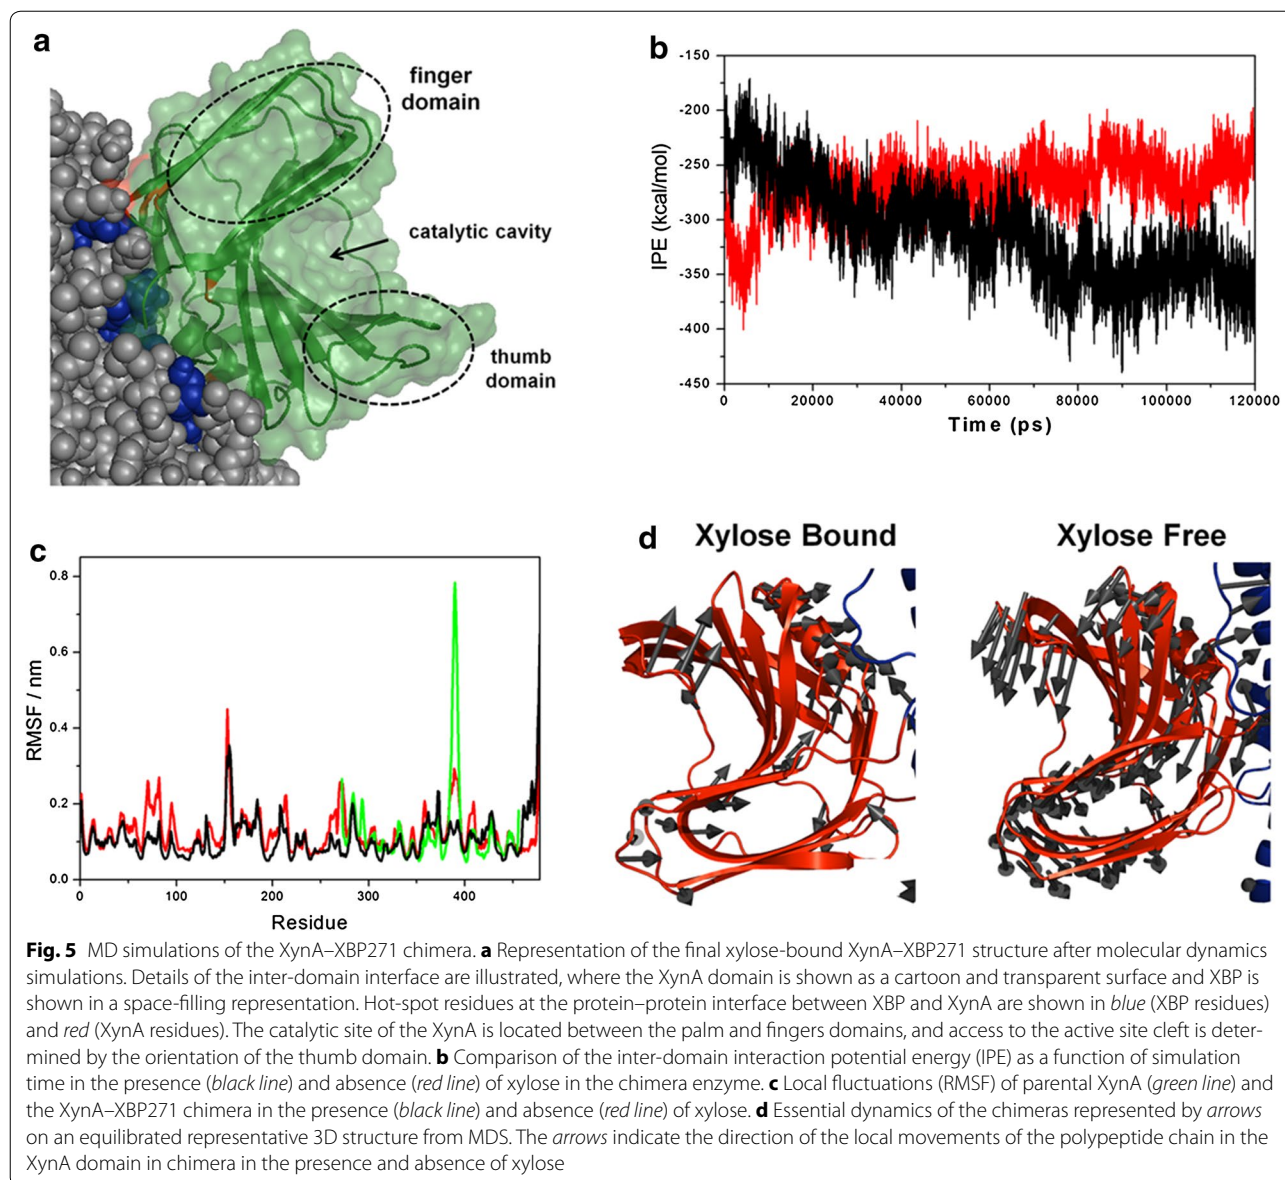 a
finger
domain
catalytic cavity
thumb
domain
b
-150
-200
-250
-300
-350
-400
-450
IPE (kcal/mol)
0 20000 40000 60000 80000 100000 120000
Time (ps)
c
0.8
0.6
0.4
0.2
0.0
RMSF / nm
0 100 200 300 400
Residue
d
Xylose Bound Xylose Free
Fig. 5 MD simulations of the XynA–XBP271 chimera. a Representation of the final xylose-bound XynA–XBP271 structure after molecular dynamics
simulations. Details of the inter-domain interface are illustrated, where the XynA domain is shown as a cartoon and transparent surface and XBP is
shown in a space-filling representation. Hot-spot residues at the protein–protein interface between XBP and XynA are shown in blue (XBP residues)
and red (XynA residues). The catalytic site of the XynA is located between the palm and fingers domains, and access to the active site cleft is deter-
mined by the orientation of the thumb domain. b Comparison of the inter-domain interaction potential energy (IPE) as a function of simulation
time in the presence (black line) and absence (red line) of xylose in the chimera enzyme. c Local fluctuations (RMSF) of parental XynA (green line) and
the XynA–XBP271 chimera in the presence (black line) and absence (red line) of xylose. d Essential dynamics of the chimeras represented by arrows
on an equilibrated representative 3D structure from MDS. The arrows indicate the direction of the local movements of the polypeptide chain in the
XynA domain in chimera in the presence and absence of xylose